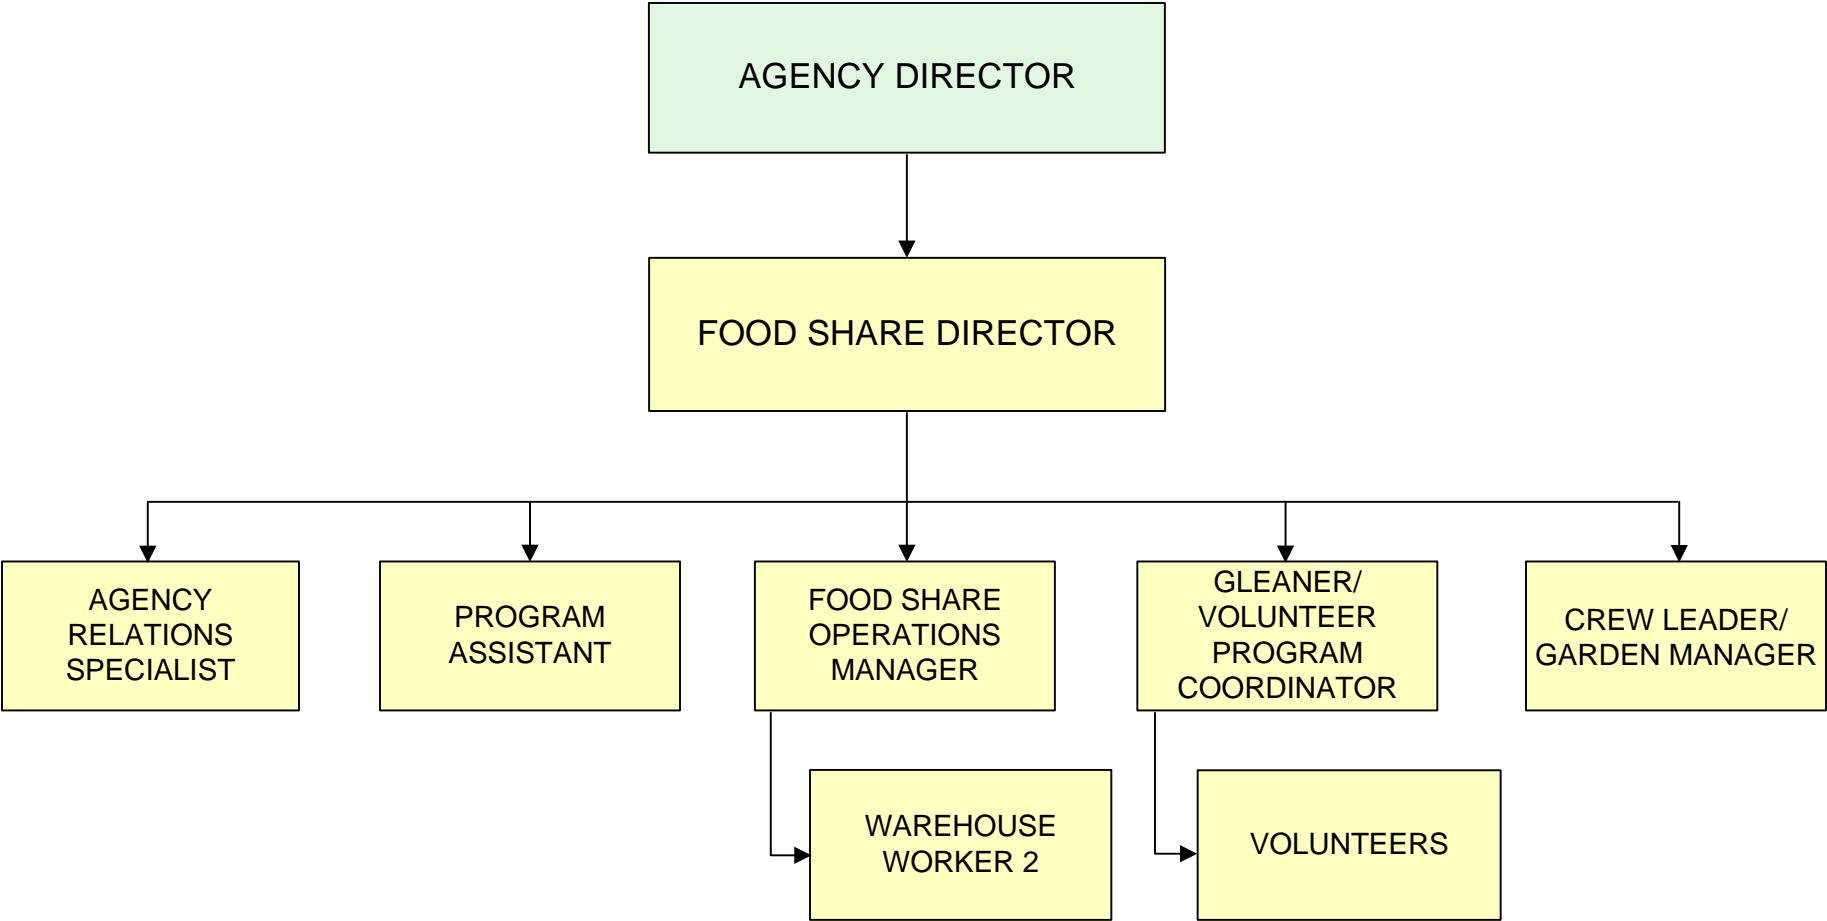 AGENCY DIRECTOR
FOOD SHARE DIRECTOR
AGENCY
RELATIONS
SPECIALIST
PROGRAM
ASSISTANT
FOOD SHARE
OPERATIONS
MANAGER
GLEANER/
VOLUNTEER
PROGRAM
COORDINATOR
CREW LEADER/
GARDEN MANAGER
WAREHOUSE
WORKER 2
VOLUNTEERS